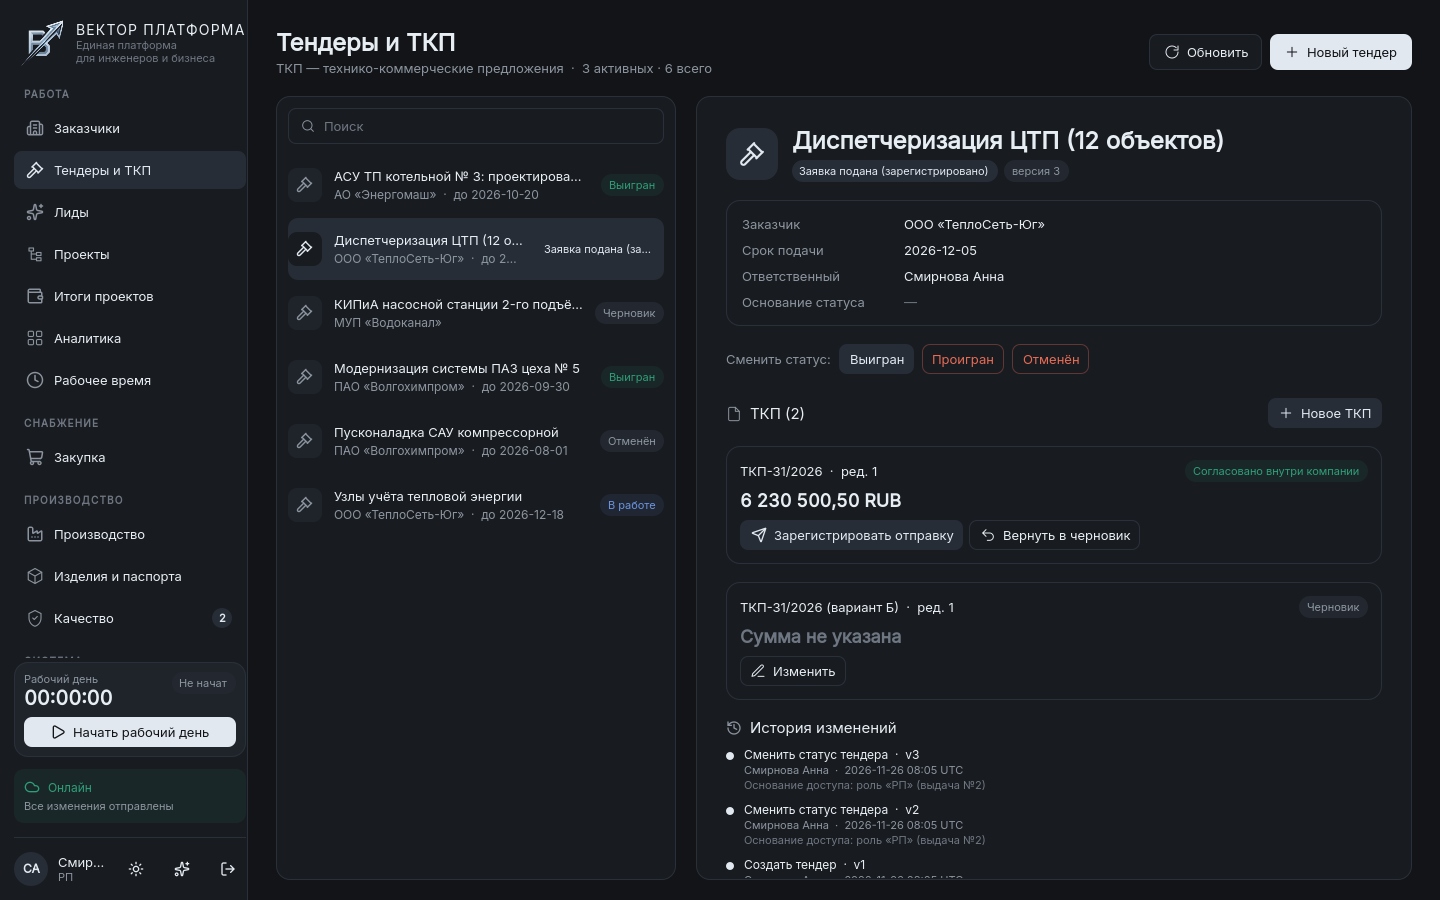 ВЕКТОР ПЛАТФОРМА
Единая платформа
для инженеров и бизнеса
РАБОТА
Заказчики
Тендеры и ТКП
Лиды
Проекты
Итоги проектов
Аналитика
Рабочее время
СНАБЖЕНИЕ
Закупка
ПРОИЗВОДСТВО
Производство
Изделия и паспорта
Качество 2
Рабочий день
Не начат
00:00:00
Начать рабочий день
Онлайн
Все изменения отправлены
СА
Смир...
РП
Тендеры и ТКП
ТКП — технико-коммерческие предложения · 3 активных · 6 всего
Обновить
Новый тендер
Поиск
АСУ ТП котельной № 3: проектирова...
АО «Энергомаш» · до 2026-10-20
Выигран
Диспетчеризация ЦТП (12 о...
ООО «ТеплоСеть-Юг» · до 2...
Заявка подана (за...
КИПиА насосной станции 2-го подъё...
МУП «Водоканал»
Черновик
Модернизация системы ПАЗ цеха № 5
ПАО «Волгохимпром» · до 2026-09-30
Выигран
Пусконаладка САУ компрессорной
ПАО «Волгохимпром» · до 2026-08-01
Отменён
Узлы учёта тепловой энергии
ООО «ТеплоСеть-Юг» · до 2026-12-18
В работе
Диспетчеризация ЦТП (12 объектов)
Заявка подана (зарегистрировано) версия 3
Заказчик ООО «ТеплоСеть-Юг»
Срок подачи 2026-12-05
Ответственный Смирнова Анна
Основание статуса —
Сменить статус: Выигран Проигран Отменён
ТКП (2)
Новое ТКП
ТКП-31/2026 · ред. 1
Согласовано внутри компании
6 230 500,50 RUB
Зарегистрировать отправку
Вернуть в черновик
ТКП-31/2026 (вариант Б) · ред. 1
Черновик
Сумма не указана
Изменить
История изменений
Сменить статус тендера · v3
Смирнова Анна · 2026-11-26 08:05 UTC
Основание доступа: роль «РП» (выдача №2)
Сменить статус тендера · v2
Смирнова Анна · 2026-11-26 08:05 UTC
Основание доступа: роль «РП» (выдача №2)
Создать тендер · v1